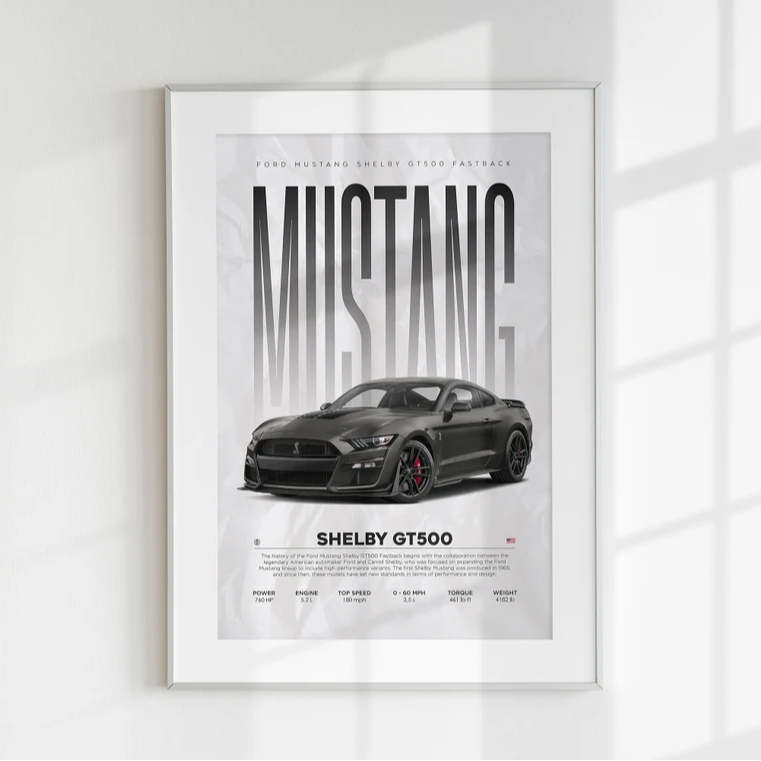 FORD MUSTANG SHELBY GT500 FASTBACK
MUSTANG
SHELBY GT500
The history of the Ford Mustang Shelby GT500 Fastback begins with the collaboration between the
legendary American automaker Ford and Carroll Shelby, who was focused on expanding the Ford
Mustang lineup to include high-performance variants. The first Shelby Mustang was produced in 1965,
and since then, these models have set new standards in terms of performance and design.
POWER ENGINE TOP SPEED 0 - 60 MPH TORQUE WEIGHT
760 HP 5,2 L 180 mph 3,5 s 461 lb-ft 4182 lb